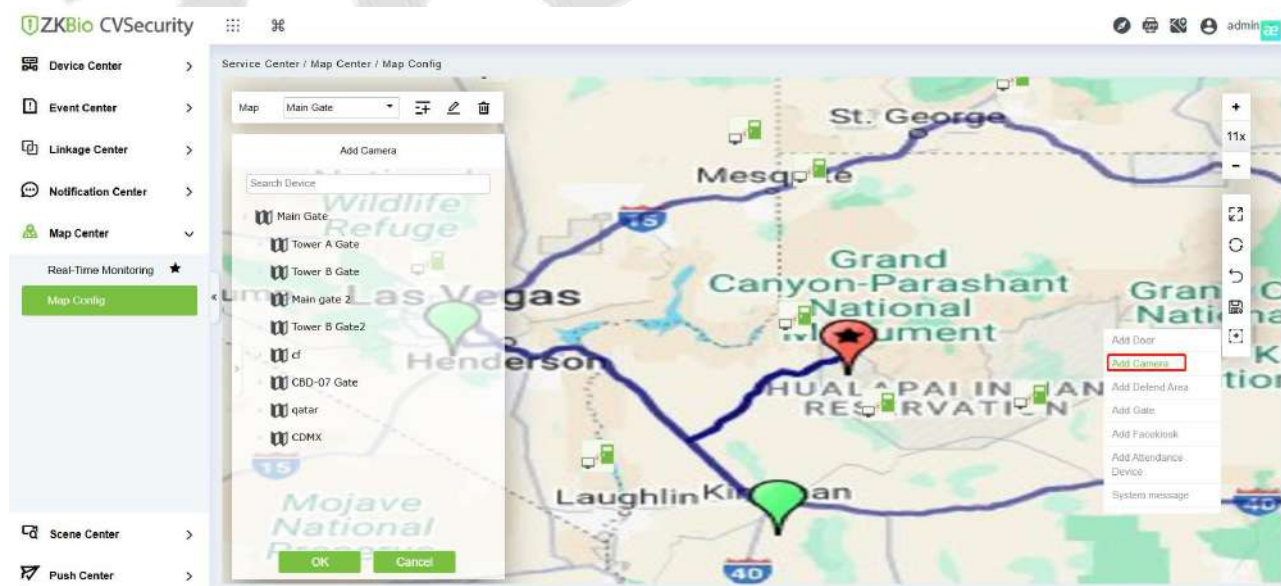 ZKBio CVSecurity
admin
Device Center
Event Center
Linkage Center
Notification Center
Map Center
Real-Time Monitoring
Map Config
Scene Center
Push Center
Service Center / Map Center / Map Config
Map
Main Gate
Add Camera
Search Device
Main Gate
Tower A Gate
Tower B Gate
Main gate 2
Tower B Gate2
cf
CBD-07 Gate
qatar
CDMX
OK
Cancel
St. George
Mesquite
Wildlife
Refuge
15
Las Vegas
Henderson
Grand
Canyon-Parashant
National
Monument
Gran
Nati
HUALAPAI INDIAN
RESERVATION
15
Mojave
National
Laughlin
Kingman
40
40
+
11x
-
Add Door
Add Camera
Add Defend Area
Add Gate
Add Facekiosk
Add Attendance
Device
System message